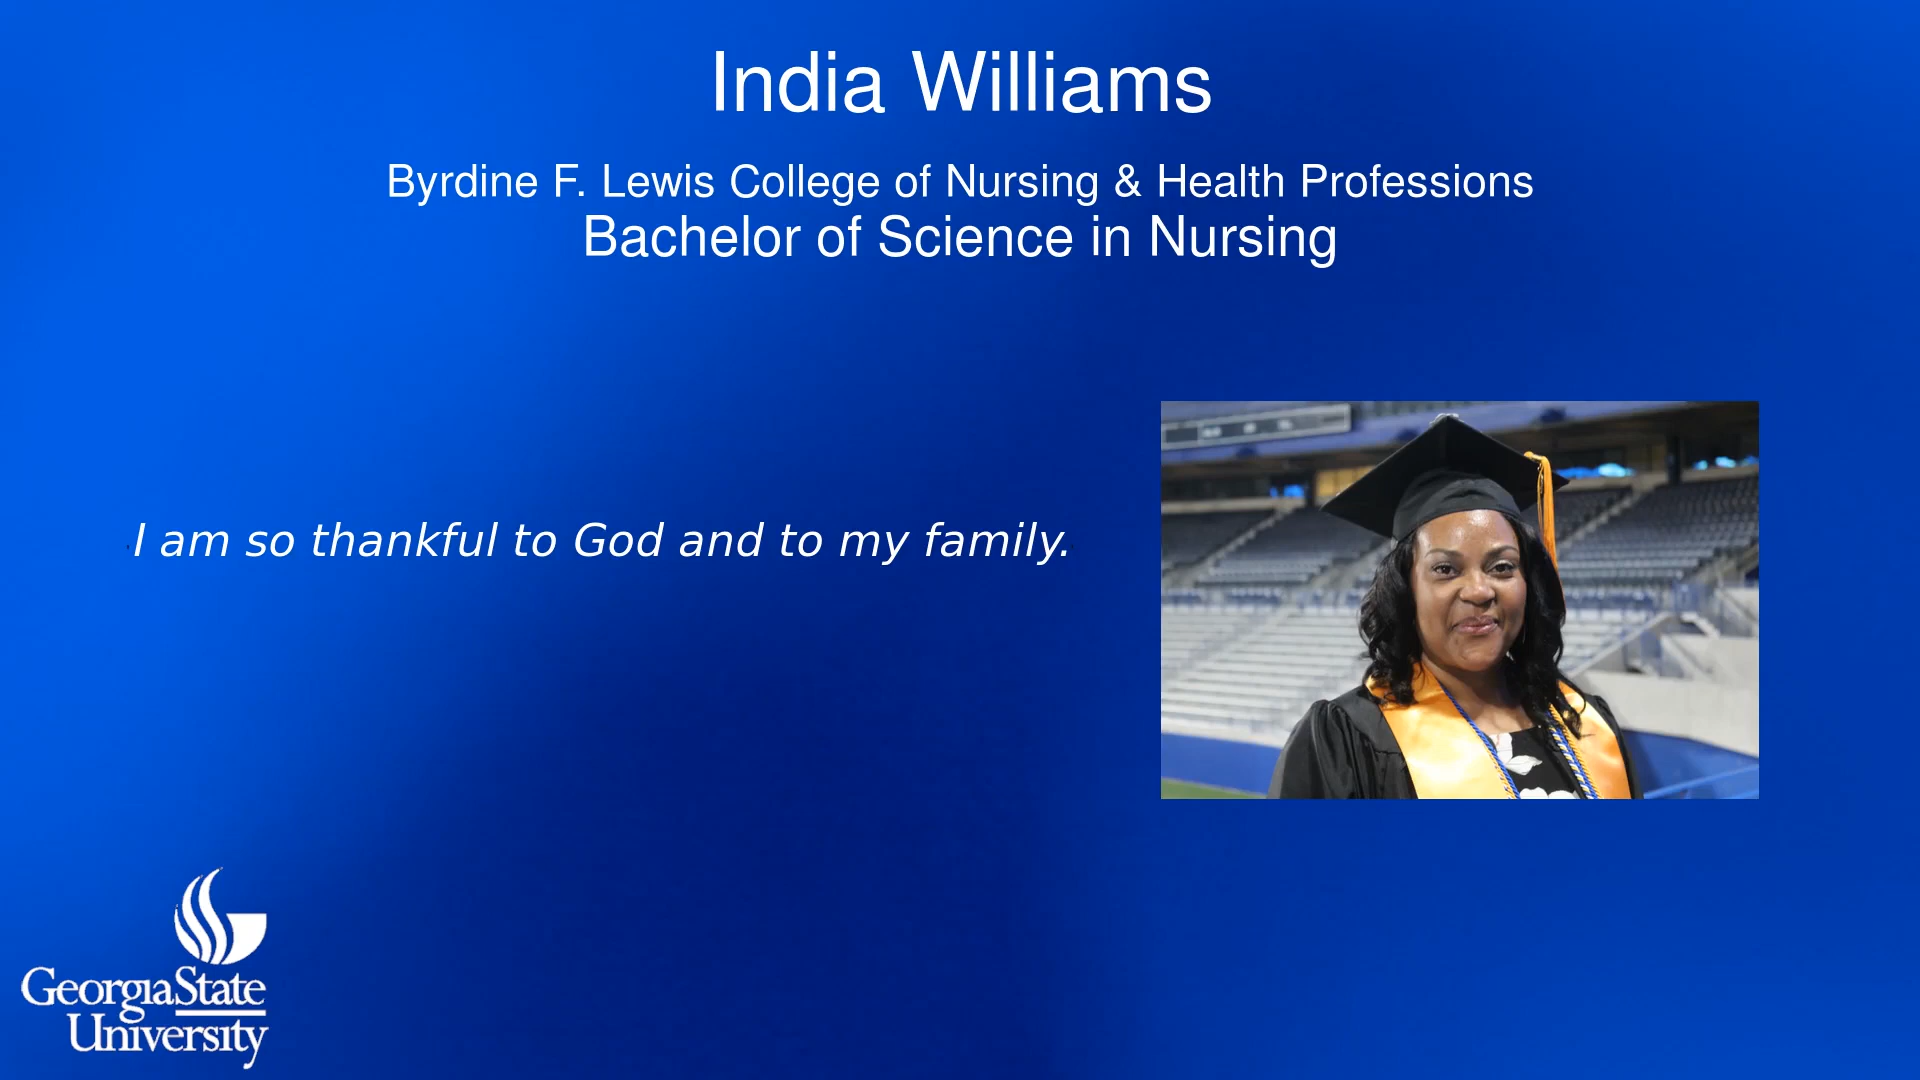 India Williams
Byrdine F. Lewis College of Nursing & Health Professions
Bachelor of Science in Nursing
I am so thankful to God and to my family.
GeorgiaState
University